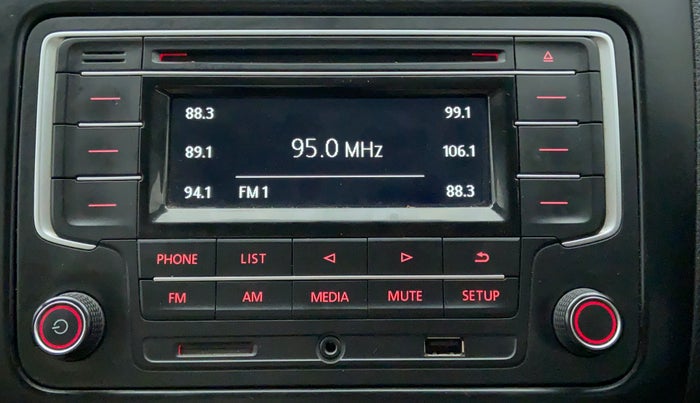 88.3 99.1
89.1 95.0 MHz 106.1
94.1 FM 1 88.3
PHONE LIST
FM AM MEDIA MUTE SETUP